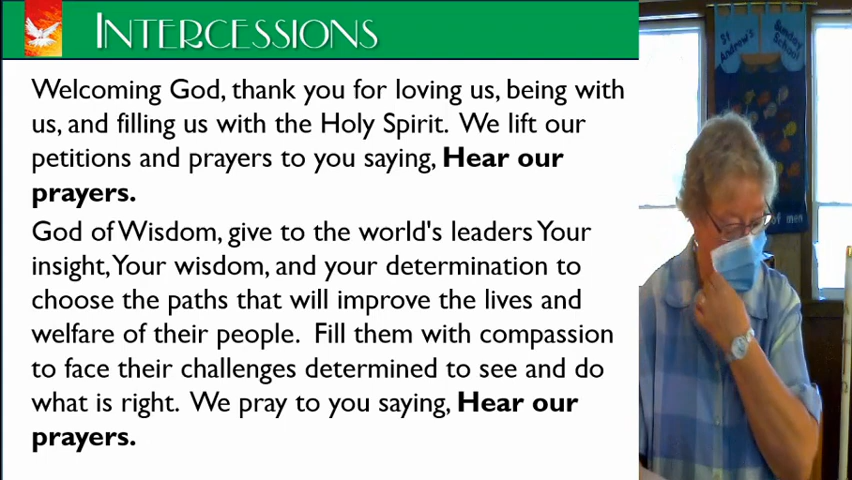 INTERCESSIONS
Welcoming God, thank you for loving us, being with
us, and filling us with the Holy Spirit. We lift our
petitions and prayers to you saying, Hear our
prayers.
God of Wisdom, give to the world's leaders Your
insight, Your wisdom, and your determination to
choose the paths that will improve the lives and
welfare of their people. Fill them with compassion
to face their challenges determined to see and do
what is right. We pray to you saying, Hear our
prayers.
St Andrew's
Sunday School
of men